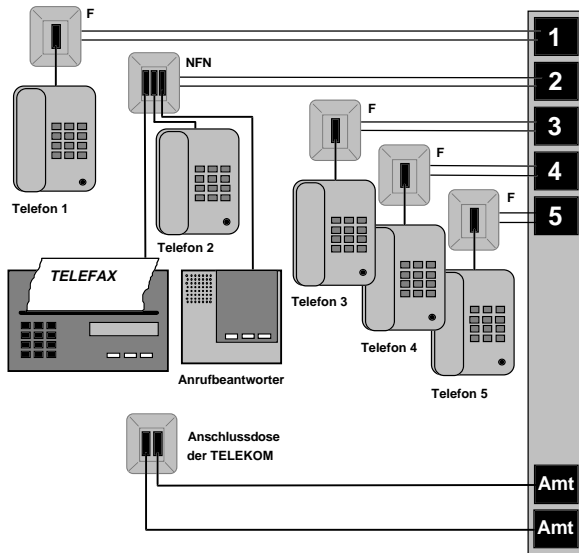 F
1
NFN
2
F
3
F
4
F
5
Telefon 1
Telefon 2
TELEFAX
Telefon 3
Anrufbeantworter
Telefon 4
Telefon 5
Anschlussdose
der TELEKOM
Amt
Amt